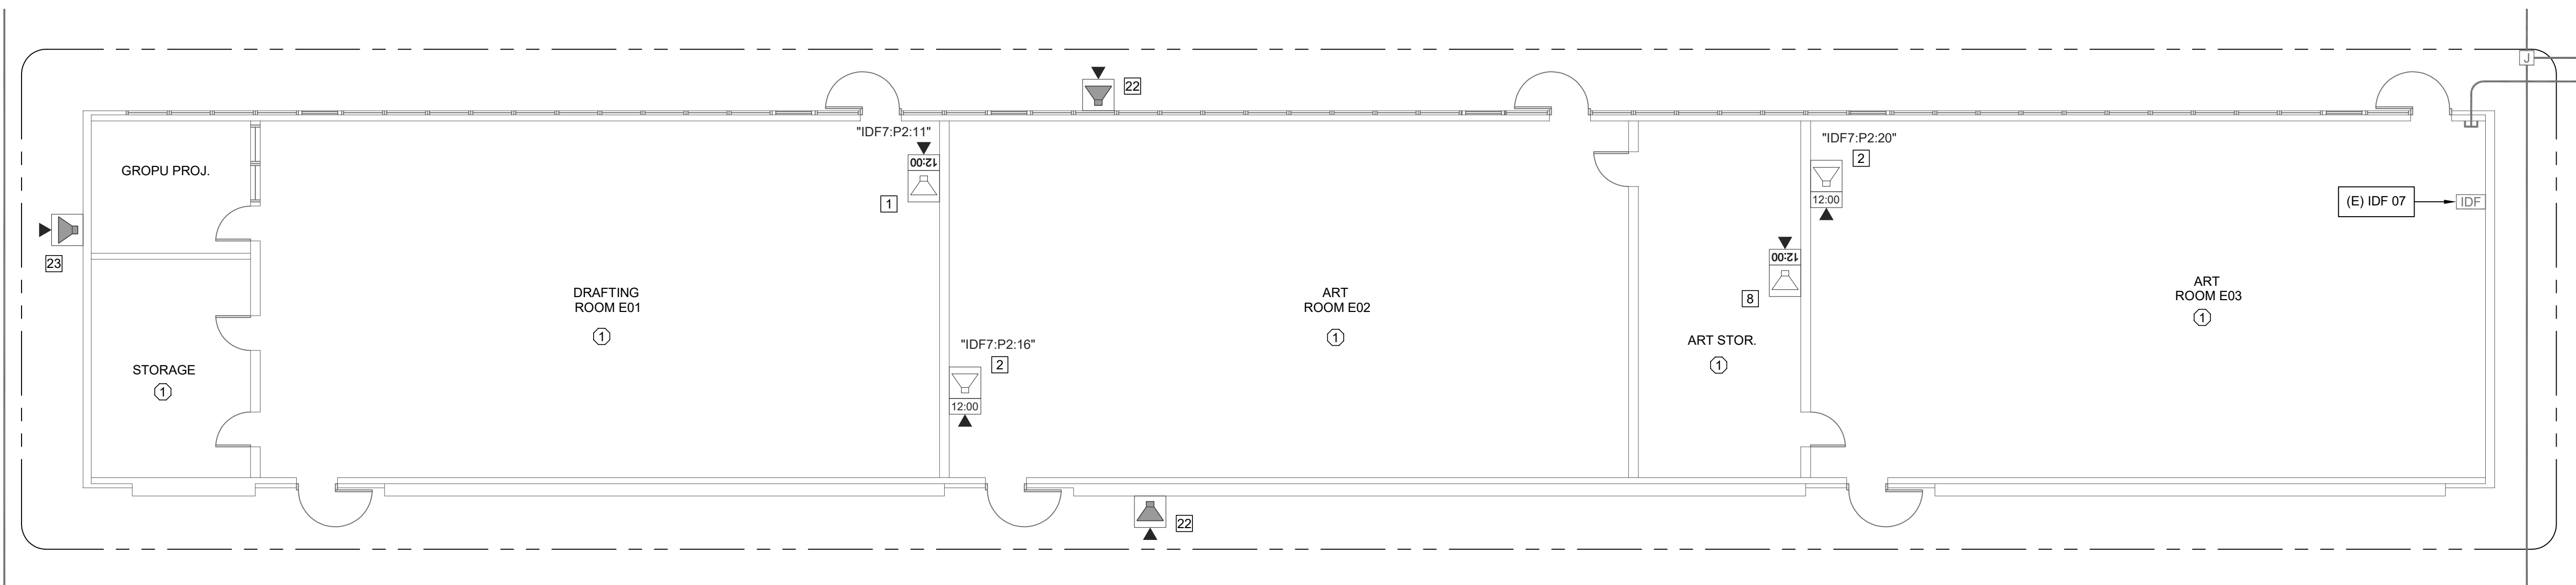 J
22
"IDF7:P2:11"
12:00
1
"IDF7:P2:20"
2
12:00
GROPU PROJ.
(E) IDF 07
IDF
23
12:00
8
DRAFTING
ROOM E01
1
ART
ROOM E02
1
ART
ROOM E03
1
ART STOR.
1
"IDF7:P2:16"
2
12:00
STORAGE
1
22